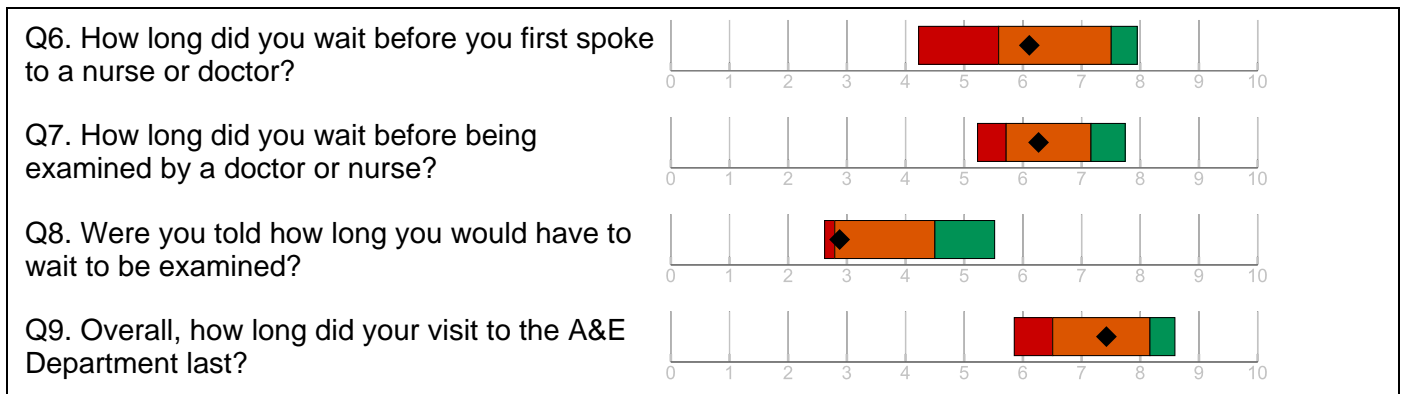 Q6. How long did you wait before you first spoke
to a nurse or doctor?
0 1 2 3 4 5 6 7 8 9 10
Q7. How long did you wait before being
examined by a doctor or nurse?
0 1 2 3 4 5 6 7 8 9 10
Q8. Were you told how long you would have to
wait to be examined?
0 1 2 3 4 5 6 7 8 9 10
Q9. Overall, how long did your visit to the A&E
Department last?
0 1 2 3 4 5 6 7 8 9 10